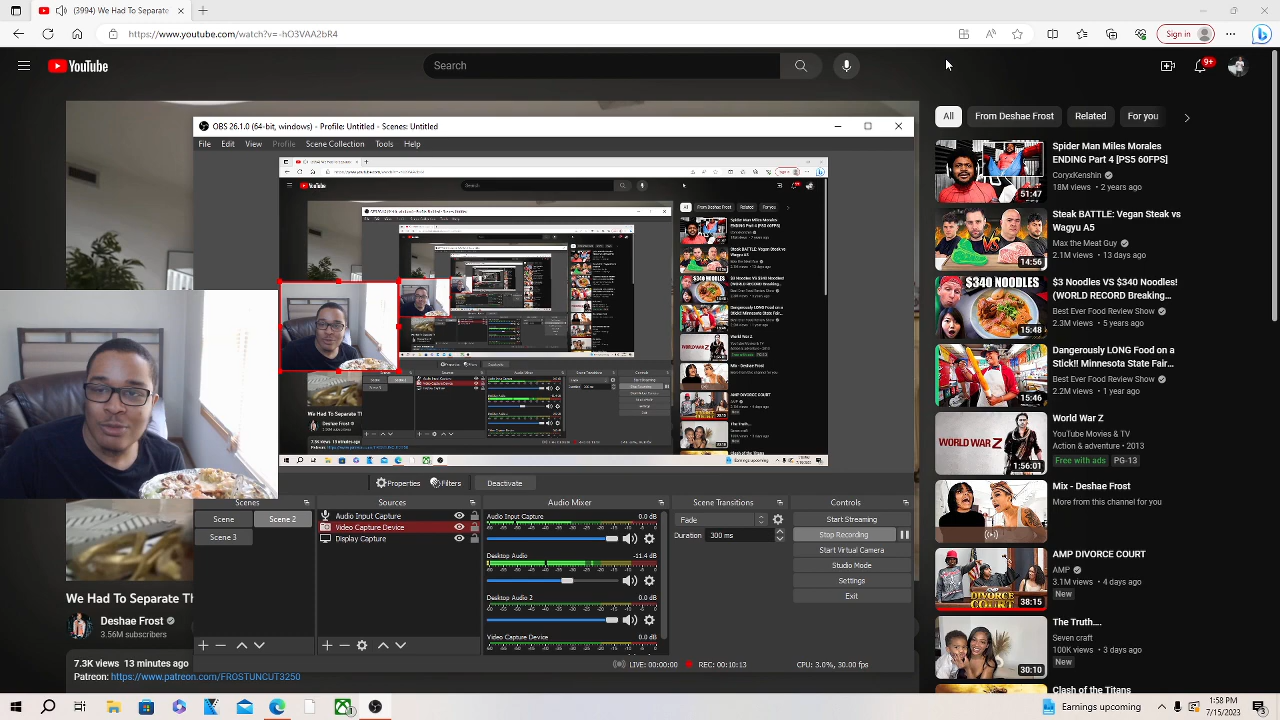 (3994) We Had To Separate
https://www.youtube.com/watch?v=-hO3VAA2bR4
Sign in
YouTube
Search
9+
OBS 26.1.0 (64-bit, windows) - Profile: Untitled - Scenes: Untitled
File Edit View Profile Scene Collection Tools Help
All From Deshae Frost Related For you
Spider Man Miles Morales
ENDING Part 4 [PS5 60FPS]
CoryxKenshin
18M views • 2 years ago
51:47
Steak BATTLE: Vegan Steak vs
Wagyu A5
Max the Meat Guy
2.1M views • 13 days ago
14:56
$340 NOODLES
$3 Noodles VS $340 Noodles!
(WORLD RECORD Breaking...
Best Ever Food Review Show
2.3M views • 5 years ago
15:48
Dangerously LONG Food on a
Stick!! Minnesota State Fair...
Best Ever Food Review Show
2.2M views • 1 year ago
15:46
WORLD WAR Z
World War Z
YouTube Movies & TV
Action & adventure • 2013
Free with ads PG-13
1:56:01
Mix - Deshae Frost
More from this channel for you
AMP DIVORCE COURT
AMP
3.1M views • 4 days ago
New
DIVORCE
COURT
38:15
The Truth....
Seven craft
100K views • 3 days ago
New
30:10
Clash of the Titans
Properties Filters Deactivate
Scenes
Scene Scene 2
Scene 3
Sources
Audio Input Capture
Video Capture Device
Display Capture
Audio Mixer
Audio Input Capture 0.0 dB
Desktop Audio -11.4 dB
Desktop Audio 2 0.0 dB
Video Capture Device 0.0 dB
Scene Transitions
Fade
Duration 300 ms
Controls
Start Streaming
Stop Recording
Start Virtual Camera
Studio Mode
Settings
Exit
LIVE: 00:00:00 REC: 00:10:13 CPU: 3.0%, 30.00 fps
We Had To Separate Th
Deshae Frost
3.56M subscribers
7.3K views 13 minutes ago
Patreon: https://www.patreon.com/FROSTUNCUT3250
Earnings upcoming
1:58 PM
7/15/2023
3